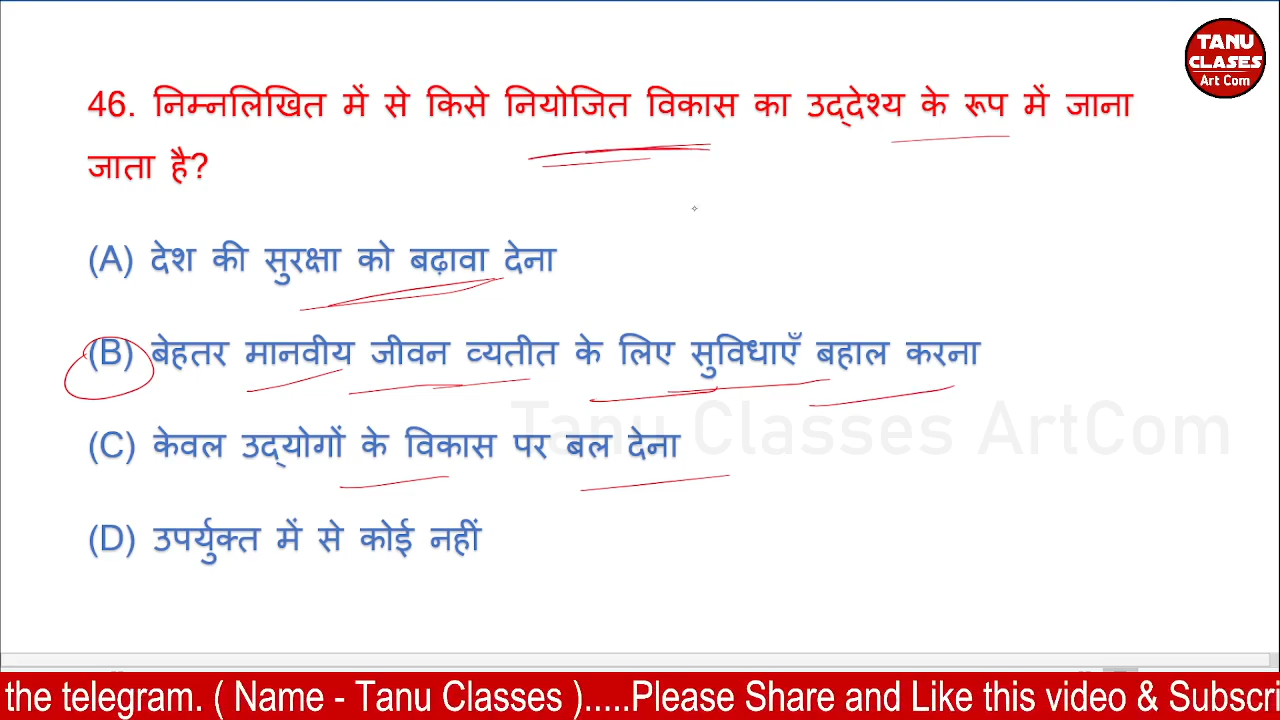 TANU
CLASES
Art Com
46. निम्नलिखित में से किसे नियोजित विकास का उद्देश्य के रूप में जाना
जाता है?
(A) देश की सुरक्षा को बढ़ावा देना
(B) बेहतर मानवीय जीवन व्यतीत के लिए सुविधाएँ बहाल करना
Tanu Classes ArtCom
(C) केवल उद्योगों के विकास पर बल देना
(D) उपर्युक्त में से कोई नहीं
the telegram. ( Name - Tanu Classes ).....Please Share and Like this video & Subscri